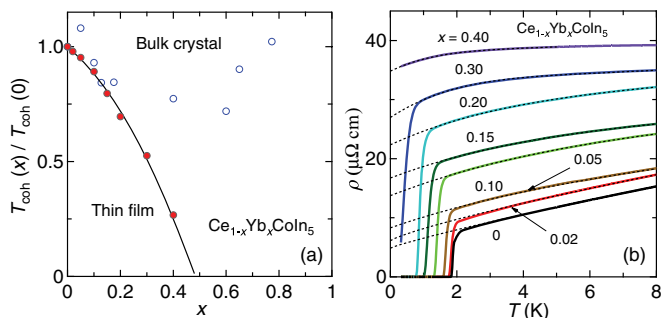 1.0
0.5
0
T_coh (x) / T_coh (0)
Bulk crystal
Thin film
Ce1-xYbxCoIn5
(a)
0 0.2 0.4 0.6 0.8 1.0
x
40
20
0
ρ (μΩ cm)
Ce1-xYbxCoIn5
x = 0.40
0.30
0.20
0.15
0.10
0.05
0.02
0
(b)
0 2 4 6 8
T (K)